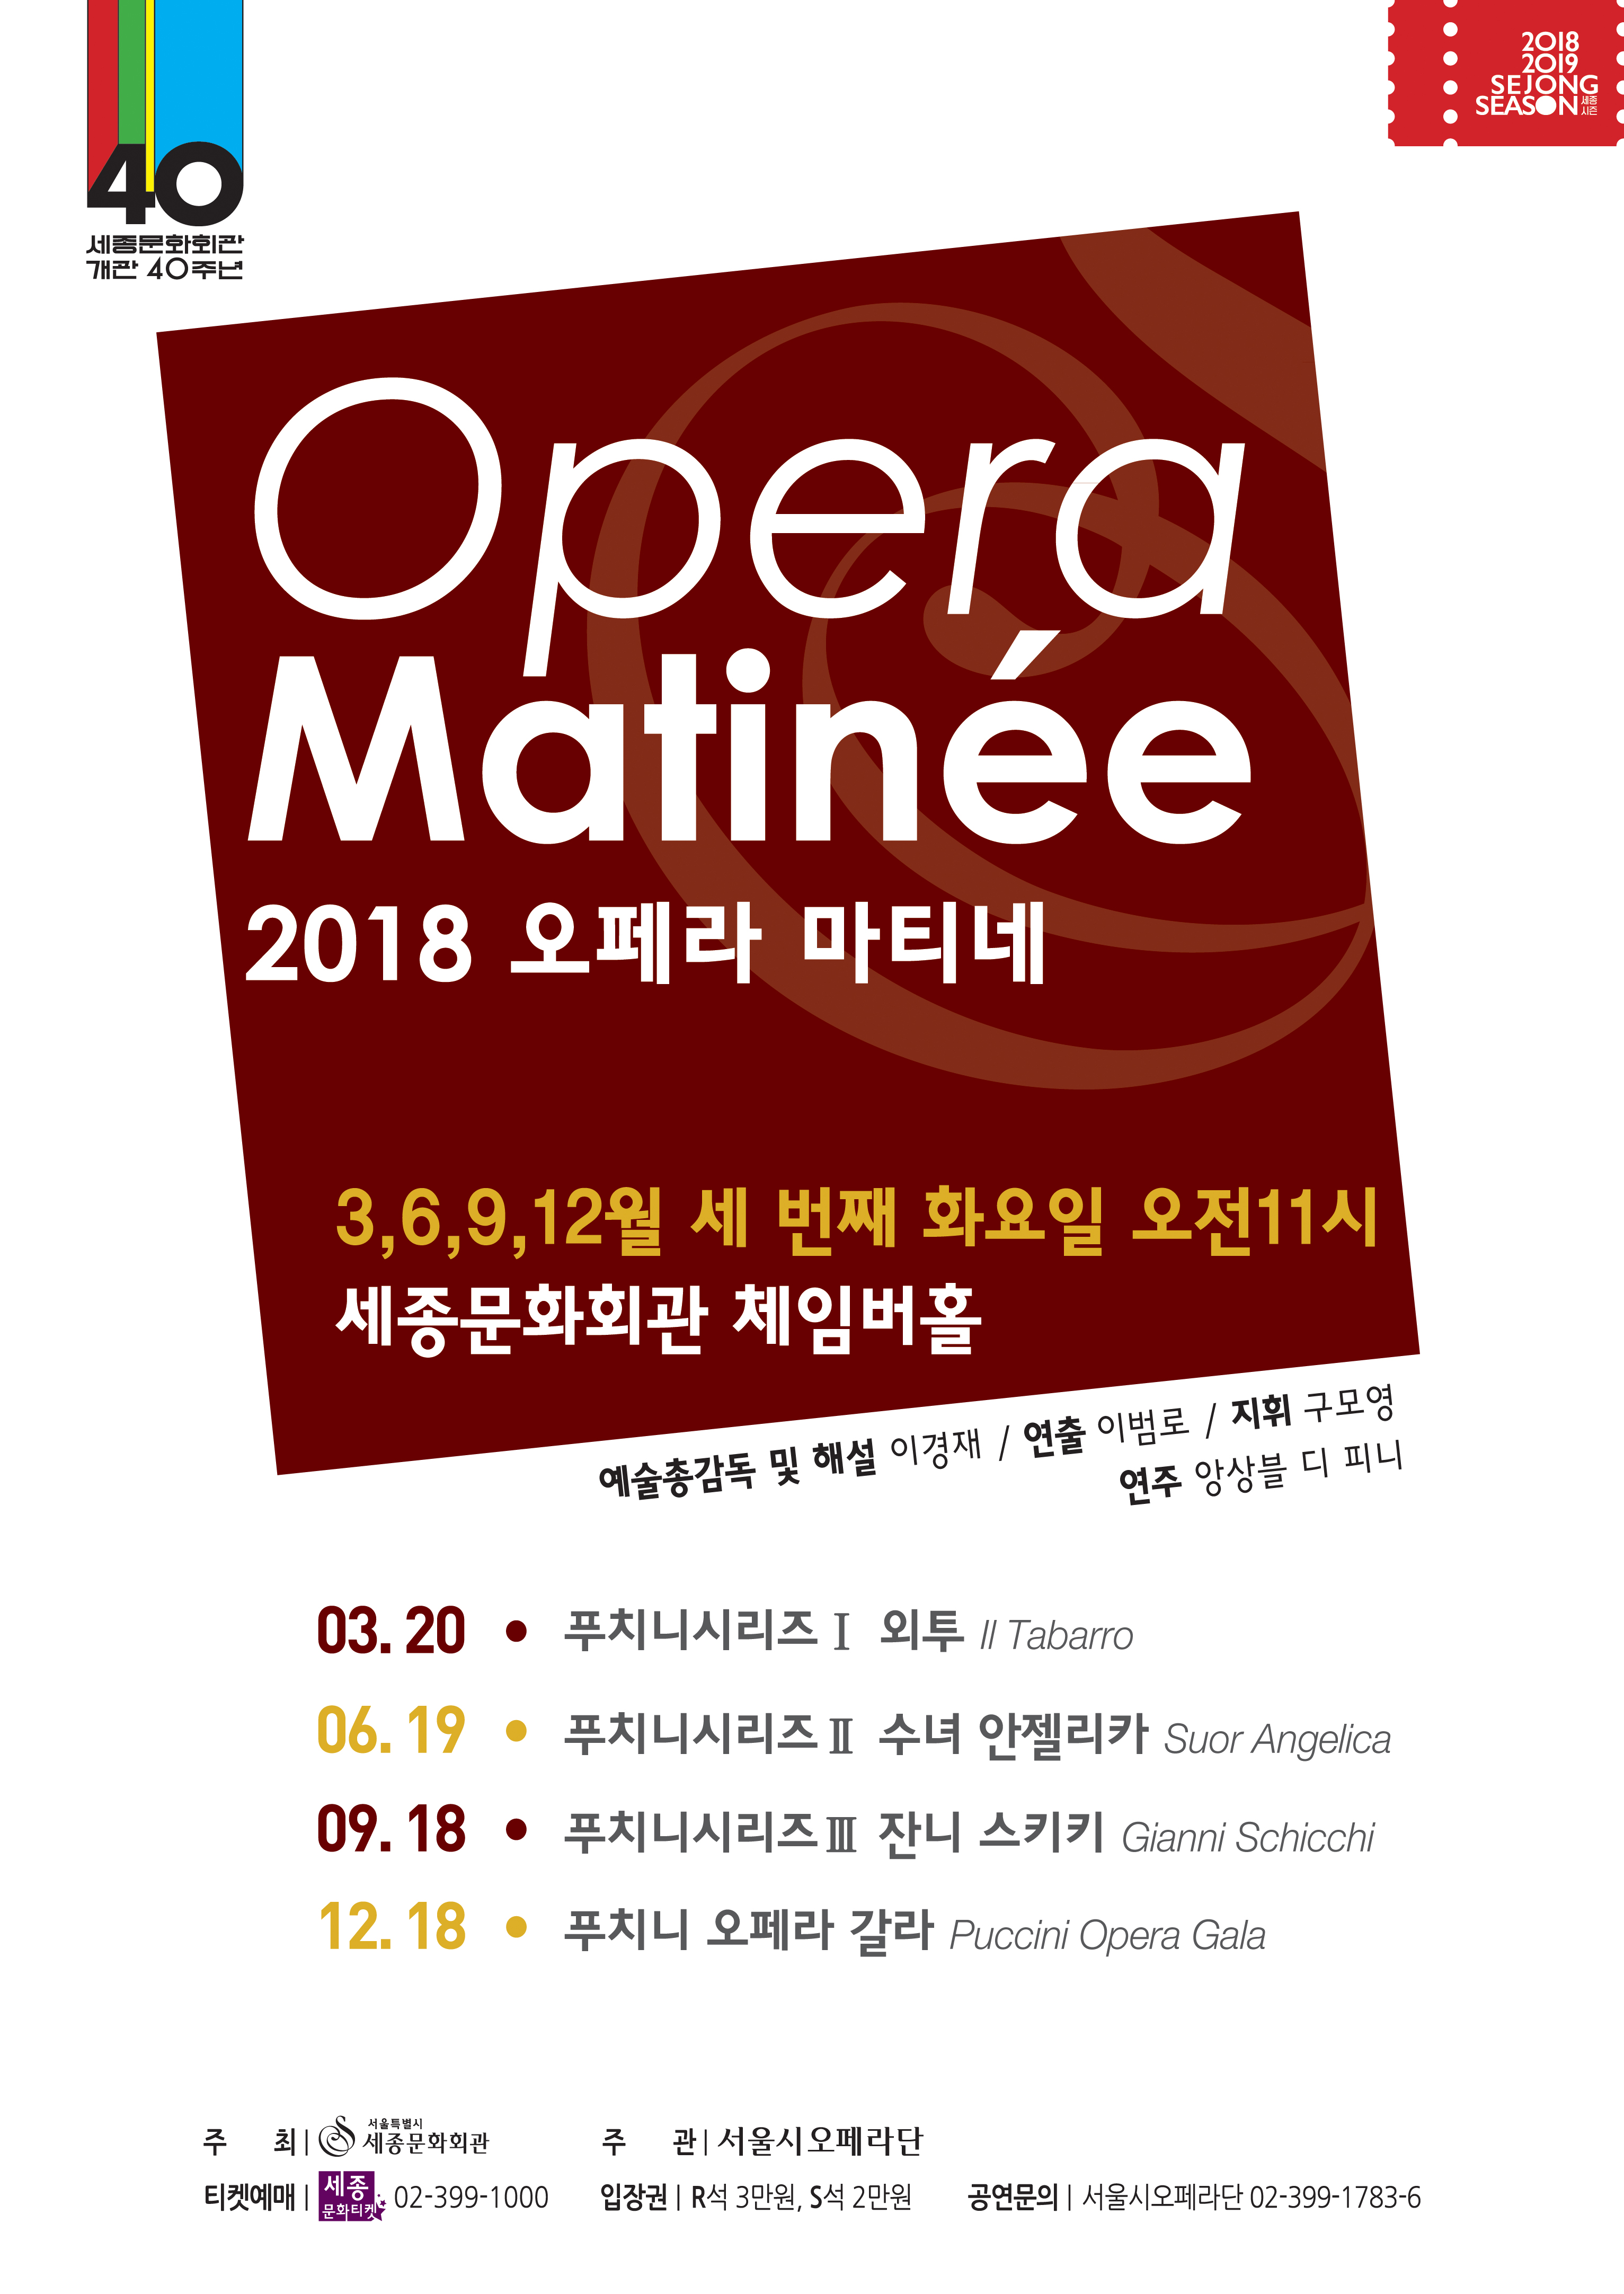 40
세종문화회관
개관 40주년
2018
2019
SEJONG
SEASON 세종시즌
Opera
Matinée
2018 오페라 마티네
3,6,9,12월 세 번째 화요일 오전11시
세종문화회관 체임버홀
예술총감독 및 해설 이경재 / 연출 이범로 / 지휘 구모영
연주 앙상블 디 피니
03. 20 • 푸치니시리즈 Ⅰ 외투 Il Tabarro
06. 19 • 푸치니시리즈 Ⅱ 수녀 안젤리카 Suor Angelica
09. 18 • 푸치니시리즈 Ⅲ 잔니 스키키 Gianni Schicchi
12. 18 • 푸치니 오페라 갈라 Puccini Opera Gala
주 최 | 서울특별시 세종문화회관 주 관 | 서울시오페라단
티켓예매 | 세종문화티켓 02-399-1000 입장권 | R석 3만원, S석 2만원 공연문의 | 서울시오페라단 02-399-1783-6